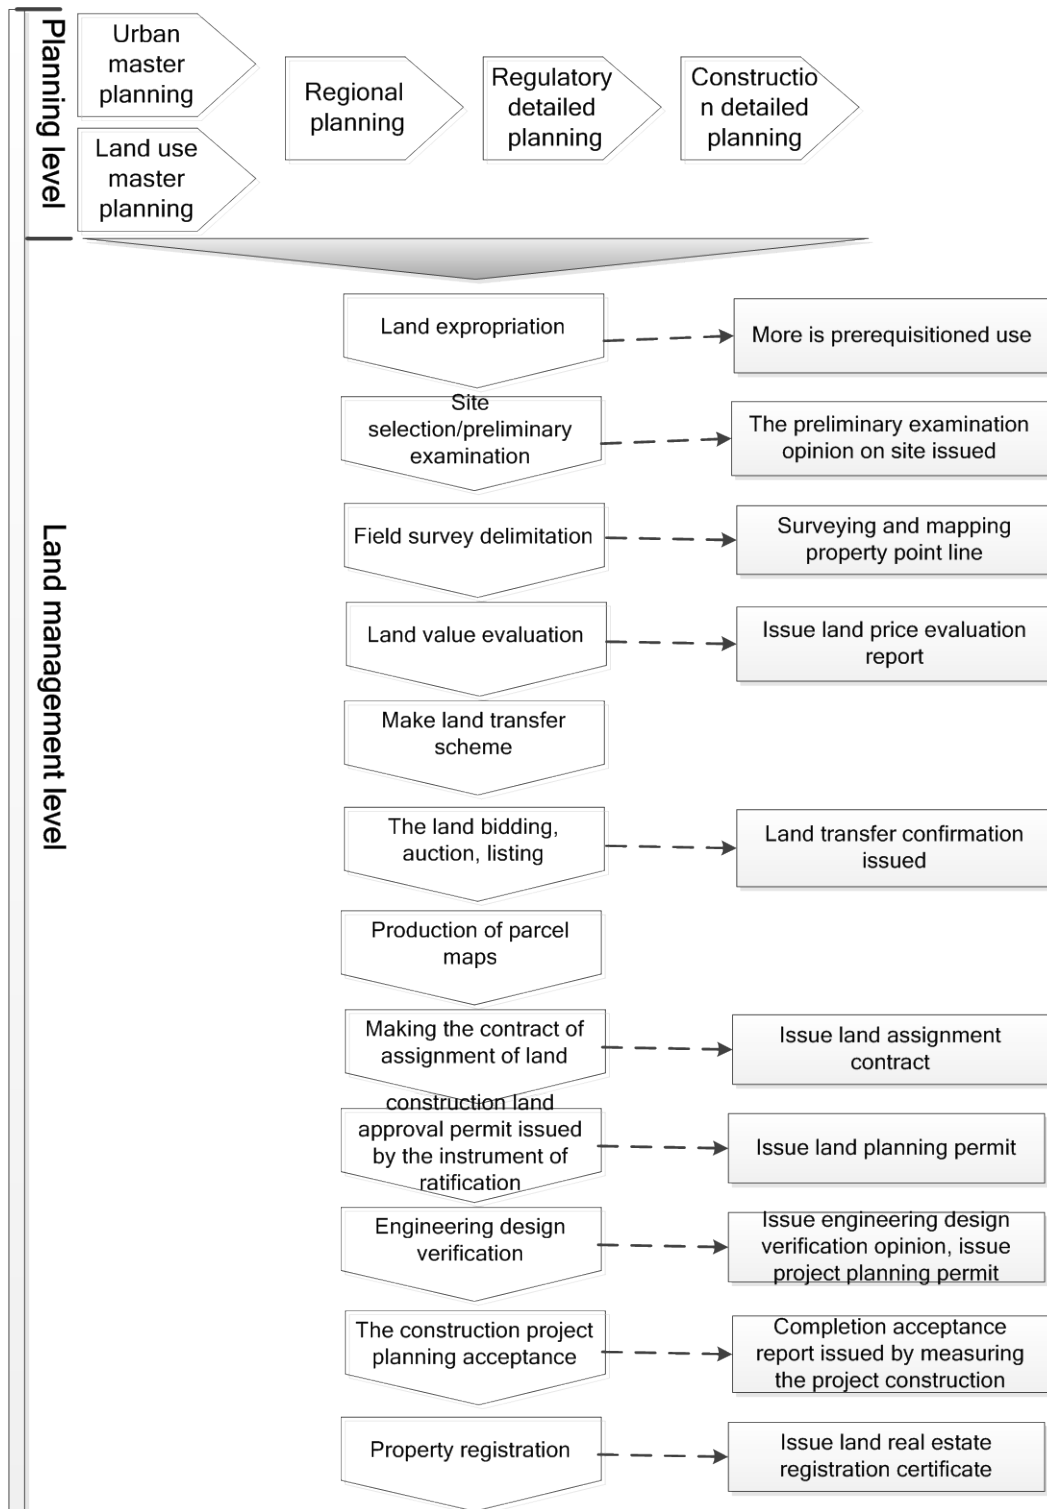 Planning level
Urban
master
planning
Land use
master
planning
Regional
planning
Regulatory
detailed
planning
Constructio
n detailed
planning
Land management level
Land expropriation
More is prerequisitioned use
Site
selection/preliminary
examination
The preliminary examination
opinion on site issued
Field survey delimitation
Surveying and mapping
property point line
Land value evaluation
Issue land price evaluation
report
Make land transfer
scheme
The land bidding,
auction, listing
Land transfer confirmation
issued
Production of parcel
maps
Making the contract of
assignment of land
Issue land assignment
contract
construction land
approval permit issued
by the instrument of
ratification
Issue land planning permit
Engineering design
verification
Issue engineering design
verification opinion, issue
project planning permit
The construction project
planning acceptance
Completion acceptance
report issued by measuring
the project construction
Property registration
Issue land real estate
registration certificate